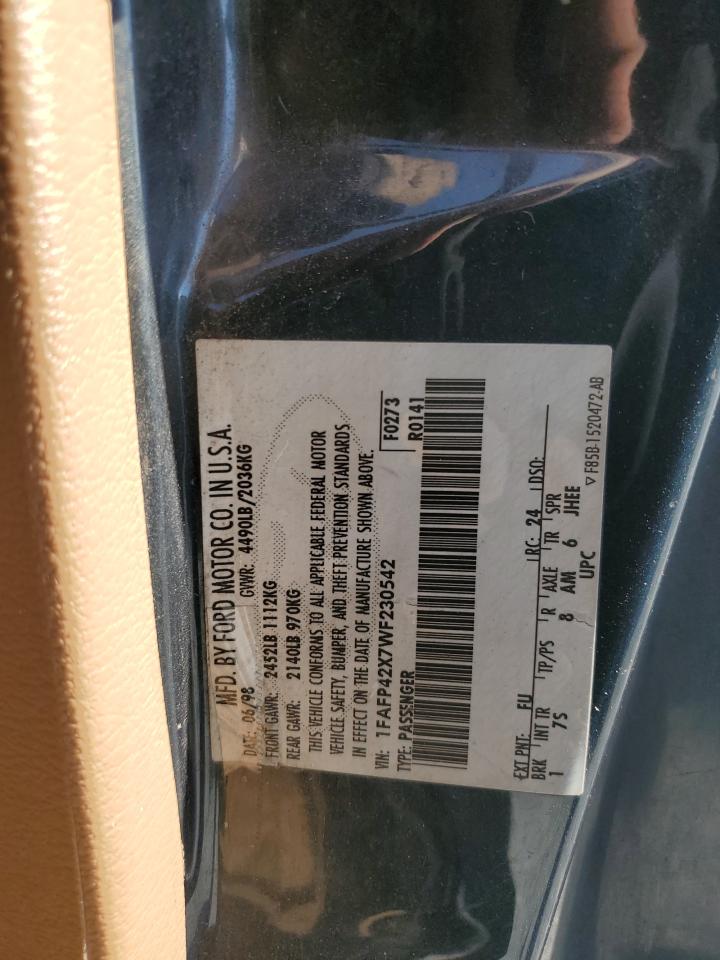 MFD. BY FORD MOTOR CO. IN U.S.A.
DATE: 06/98 GVWR: 4490LB/2036KG
FRONT GAWR: 2452LB 1112KG
REAR GAWR: 2140LB 970KG
THIS VEHICLE CONFORMS TO ALL APPLICABLE FEDERAL MOTOR
VEHICLE SAFETY, BUMPER, AND THEFT PREVENTION STANDARDS
IN EFFECT ON THE DATE OF MANUFACTURE SHOWN ABOVE.
VIN: 1FAFP42X7WF230542 F0273
TYPE: PASSENGER R0141
EXT PNT: FU RC: 24 DSO:
BRK INT TR TP/PS R AXLE TR SPR
1 7S 8 AM 6 JHEE
UPC
▽ F85B-1520472-AB